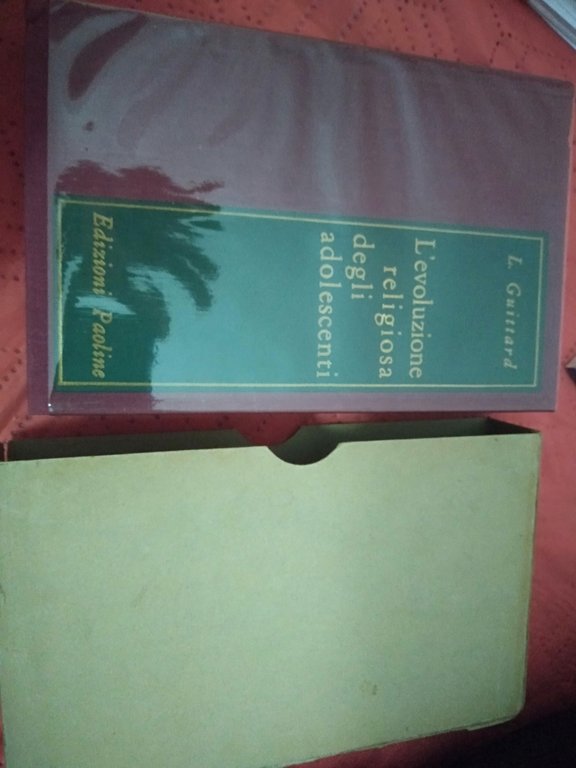 L. Guittard
L'evoluzione
religiosa
degli
adolescenti
Edizioni Paoline